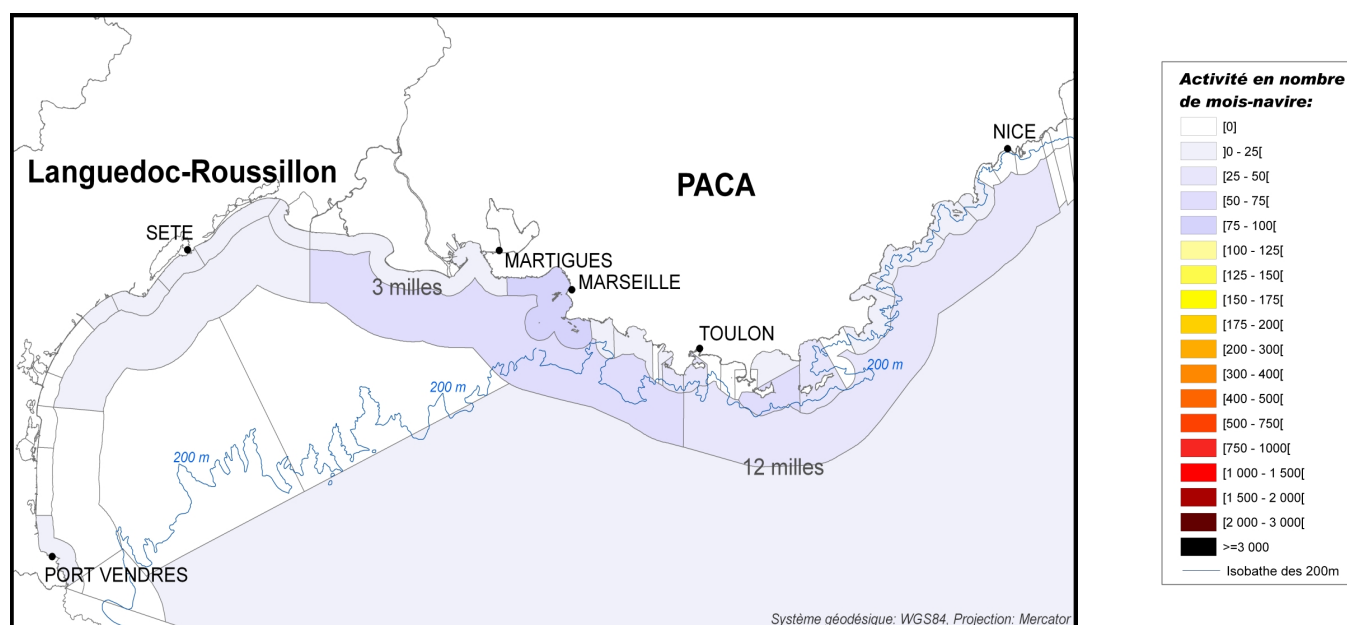 Languedoc-Roussillon
PACA
NICE
SETE
MARTIGUES
MARSEILLE
3 milles
TOULON
200 m
200 m
200 m
12 milles
PORT VENDRES
Système géodésique: WGS84, Projection: Mercator
Activité en nombre
de mois-navire:
[0]
]0 - 25[
[25 - 50[
[50 - 75[
[75 - 100[
[100 - 125[
[125 - 150[
[150 - 175[
[175 - 200[
[200 - 300[
[300 - 400[
[400 - 500[
[500 - 750[
[750 - 1000[
[1 000 - 1 500[
[1 500 - 2 000[
[2 000 - 3 000[
>=3 000
Isobathe des 200m